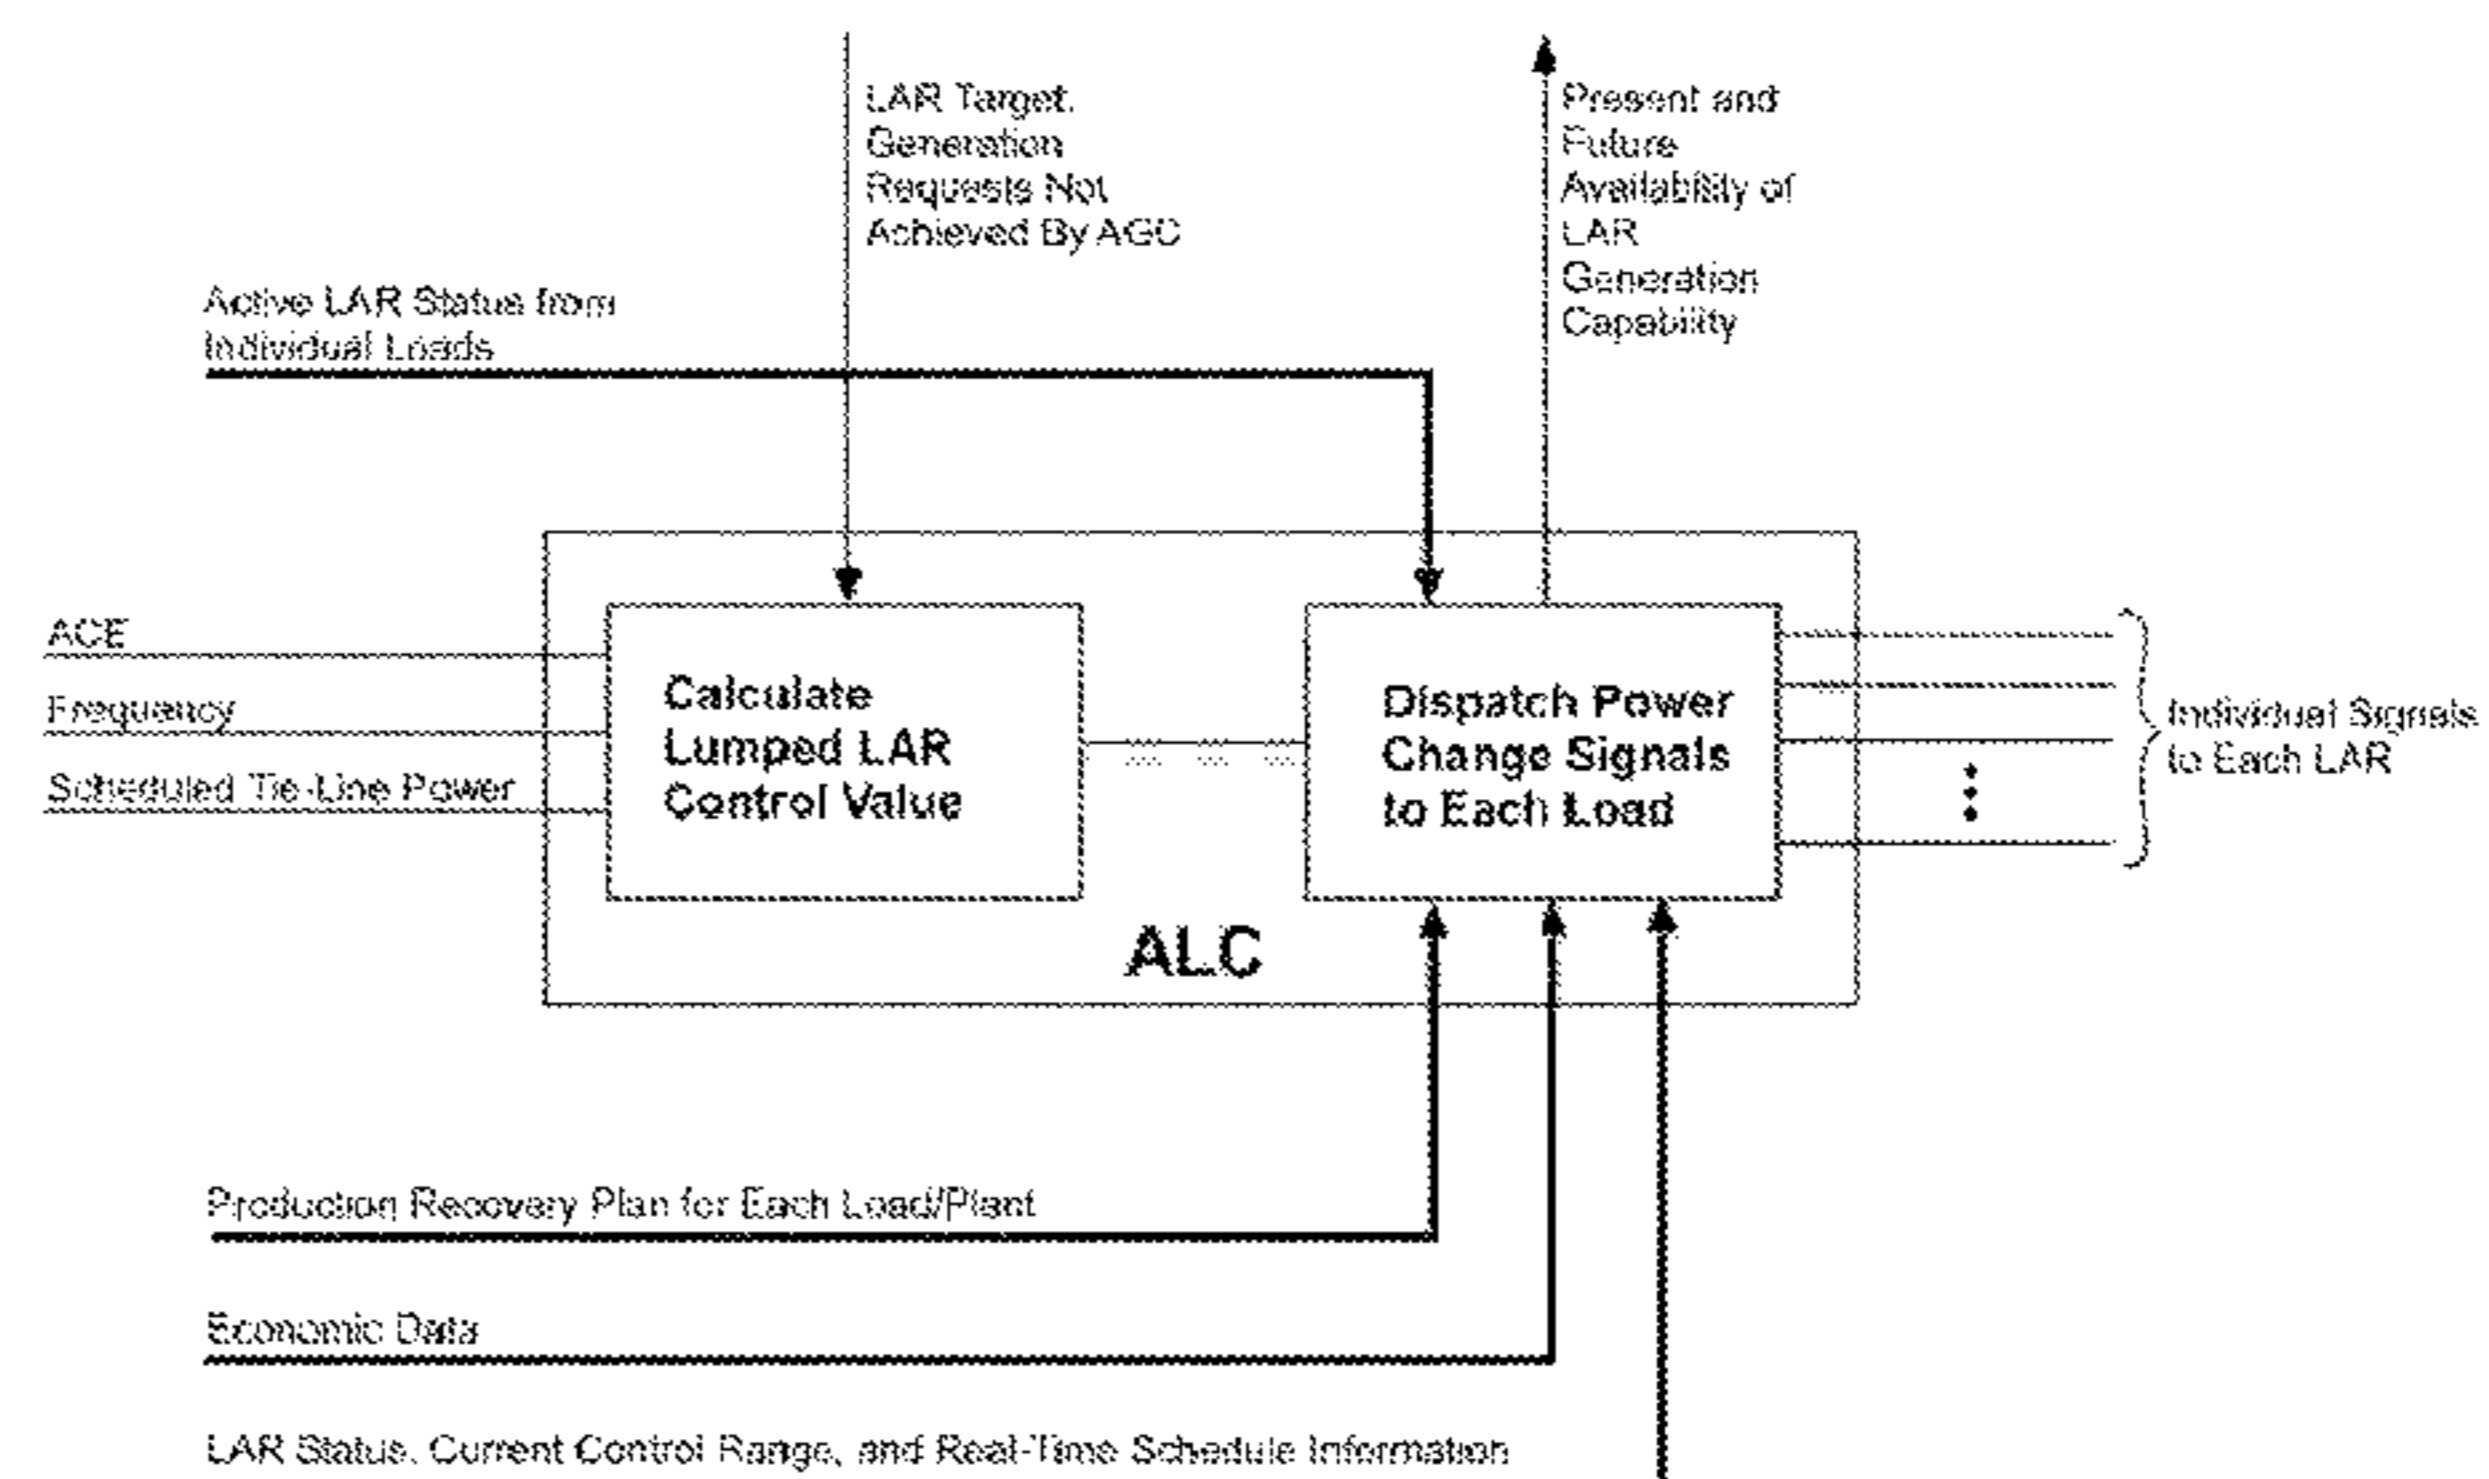 LAR Target.
Generation
Requests Not
Achieved By AGC
Present and
Future
Availability of
LAR
Generation
Capability
Active LAR Status from
Individual Loads
ACE
Frequency
Scheduled Tie-Line Power
Calculate
Lumped LAR
Control Value
Dispatch Power
Change Signals
to Each Load
Individual Signals
to Each LAR
ALC
Production Recovery Plan for Each Load/Plant
Economic Data
LAR Status, Current Control Range, and Real-Time Schedule Information